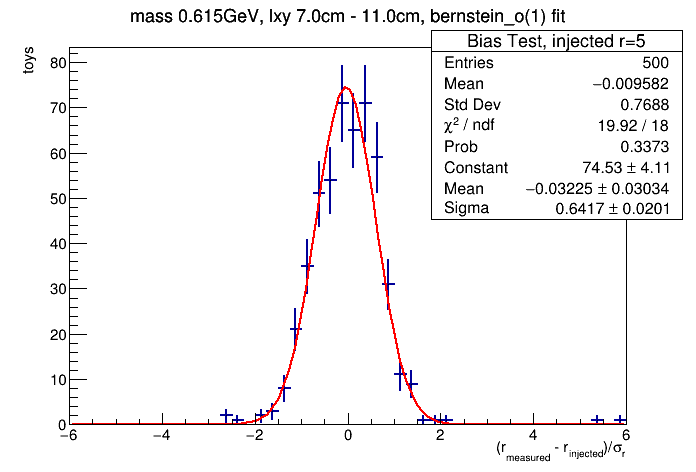 mass 0.615GeV, lxy 7.0cm - 11.0cm, bernstein_o(1) fit
Bias Test, injected r=5
Entries 500
Mean −0.009582
Std Dev 0.7688
χ² / ndf 19.92 / 18
Prob 0.3373
Constant 74.53 ± 4.11
Mean −0.03225 ± 0.03034
Sigma 0.6417 ± 0.0201
toys
80
70
60
50
40
30
20
10
0
−6 −4 −2 0 2 4 6
(r_measured - r_injected)/σ_r